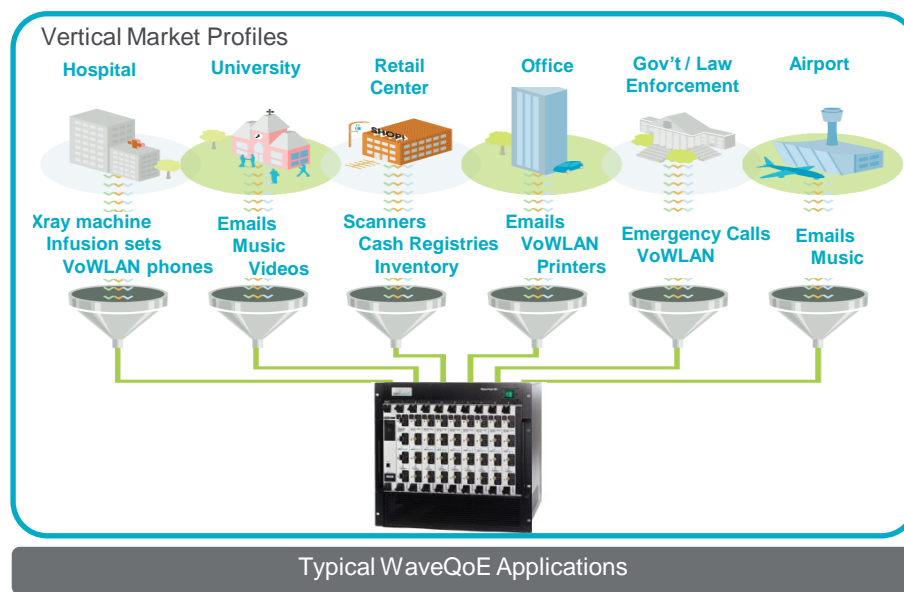 Vertical Market Profiles
Hospital
University
Retail
Center
Office
Gov't / Law
Enforcement
Airport
SHOP
Xray machine
Infusion sets
VoWLAN phones
Emails
Music
Videos
Scanners
Cash Registries
Inventory
Emails
VoWLAN
Printers
Emergency Calls
VoWLAN
Emails
Music
Typical WaveQoE Applications